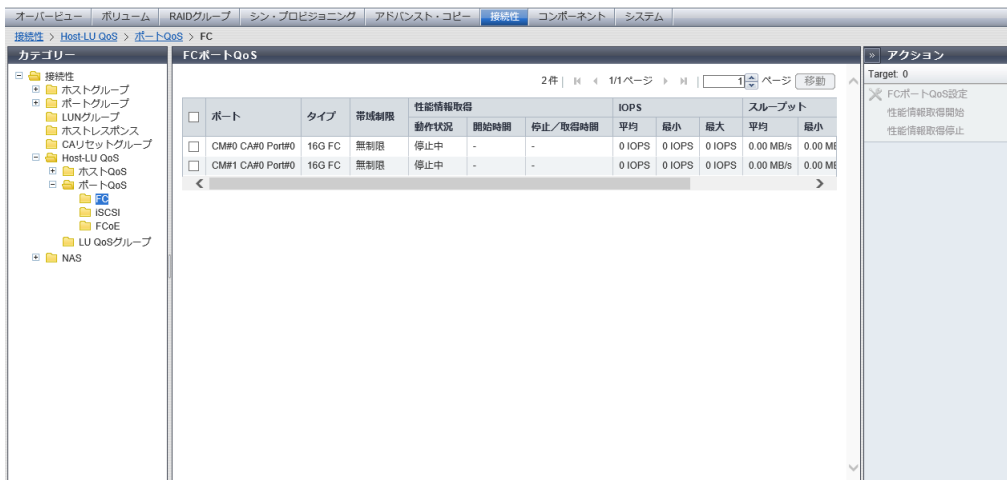 オーバービュー ボリューム RAIDグループ シン・プロビジョニング アドバンスト・コピー 接続性 コンポーネント システム
接続性 > Host-LU QoS > ポートQoS > FC
カテゴリー
接続性
ホストグループ
ポートグループ
LUNグループ
ホストレスポンス
CAリセットグループ
Host-LU QoS
ホストQoS
ポートQoS
FC
iSCSI
FCoE
LU QoSグループ
NAS
FCポートQoS
2件 | 1/1ページ | 1 ページ 移動
ポート タイプ 帯域制限 性能情報取得 IOPS スループット
動作状況 開始時間 停止／取得時間 平均 最小 最大 平均 最小
CM#0 CA#0 Port#0 16G FC 無制限 停止中 - - 0 IOPS 0 IOPS 0 IOPS 0.00 MB/s 0.00 ME
CM#1 CA#0 Port#0 16G FC 無制限 停止中 - - 0 IOPS 0 IOPS 0 IOPS 0.00 MB/s 0.00 ME
» アクション
Target: 0
FCポートQoS設定
性能情報取得開始
性能情報取得停止